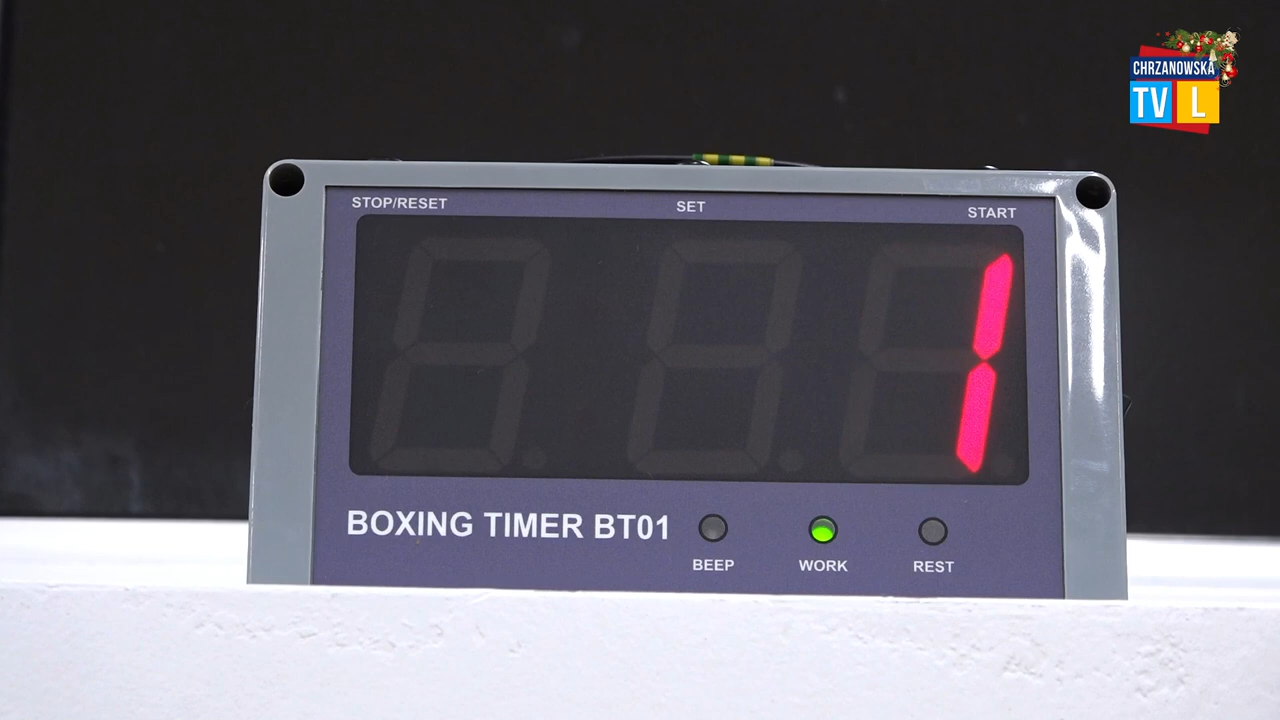 CHRZANOWSKA
TV L
STOP/RESET SET START
1
BOXING TIMER BT01
BEEP WORK REST